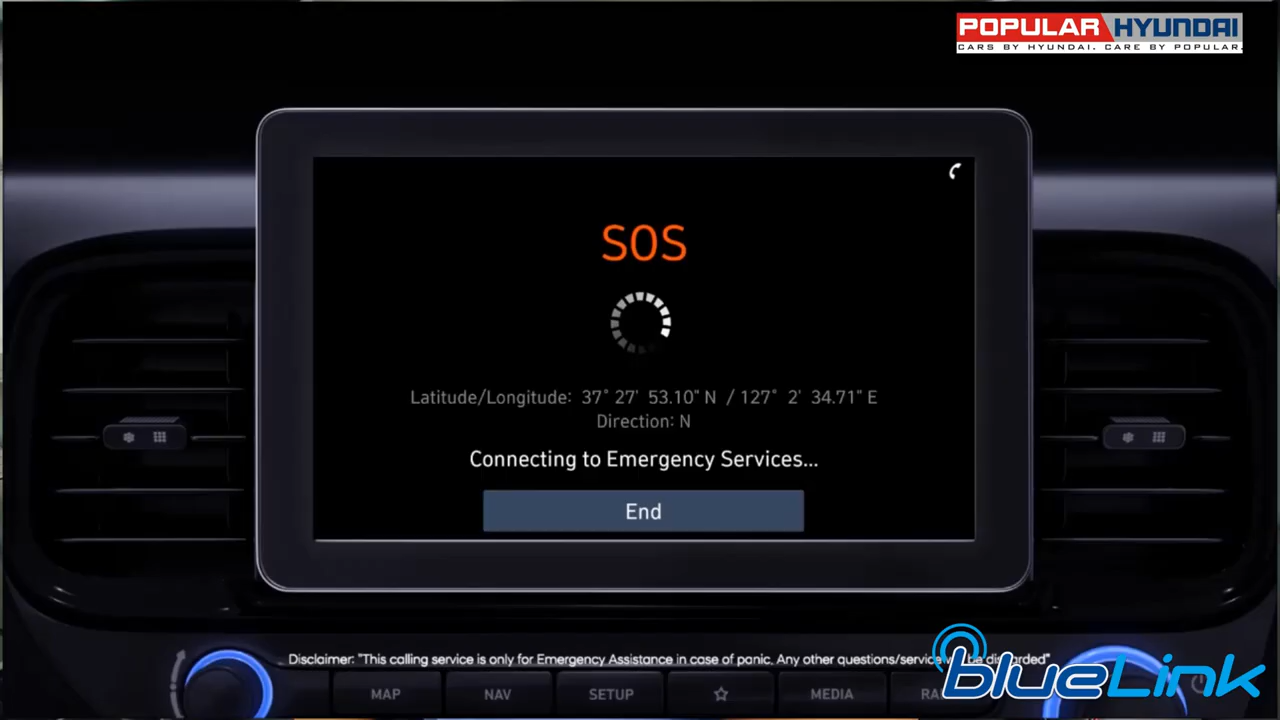 POPULAR HYUNDAI
CARS BY HYUNDAI. CARE BY POPULAR.
SOS
Latitude/Longitude: 37° 27' 53.10" N / 127° 2' 34.71" E
Direction: N
Connecting to Emergency Services...
End
Disclaimer: "This calling service is only for Emergency Assistance in case of panic. Any other questions/service
blueLink
MAP NAV SETUP MEDIA